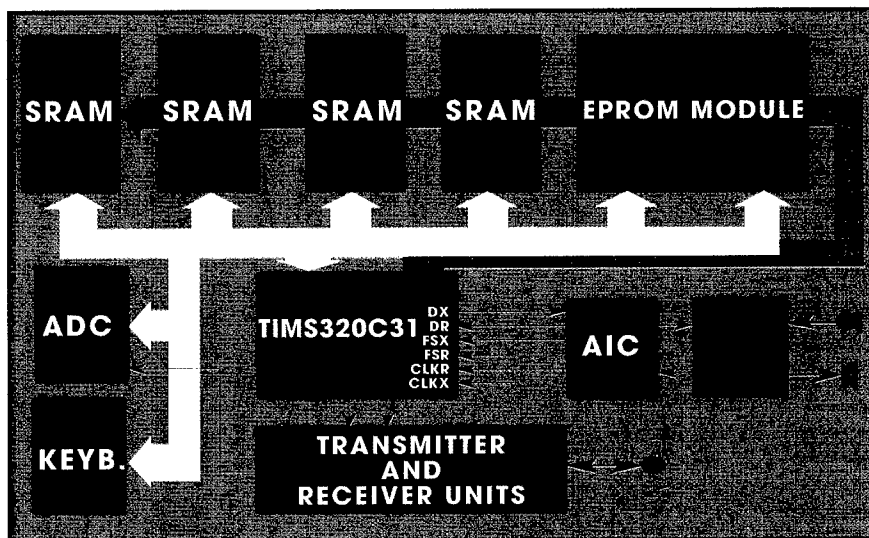 SRAM SRAM SRAM SRAM EPROM MODULE
ADC
TIMS320C31
DX
DR
FSX
FSR
CLKR
CLKX
AIC
KEYB.
TRANSMITTER
AND
RECEIVER UNITS